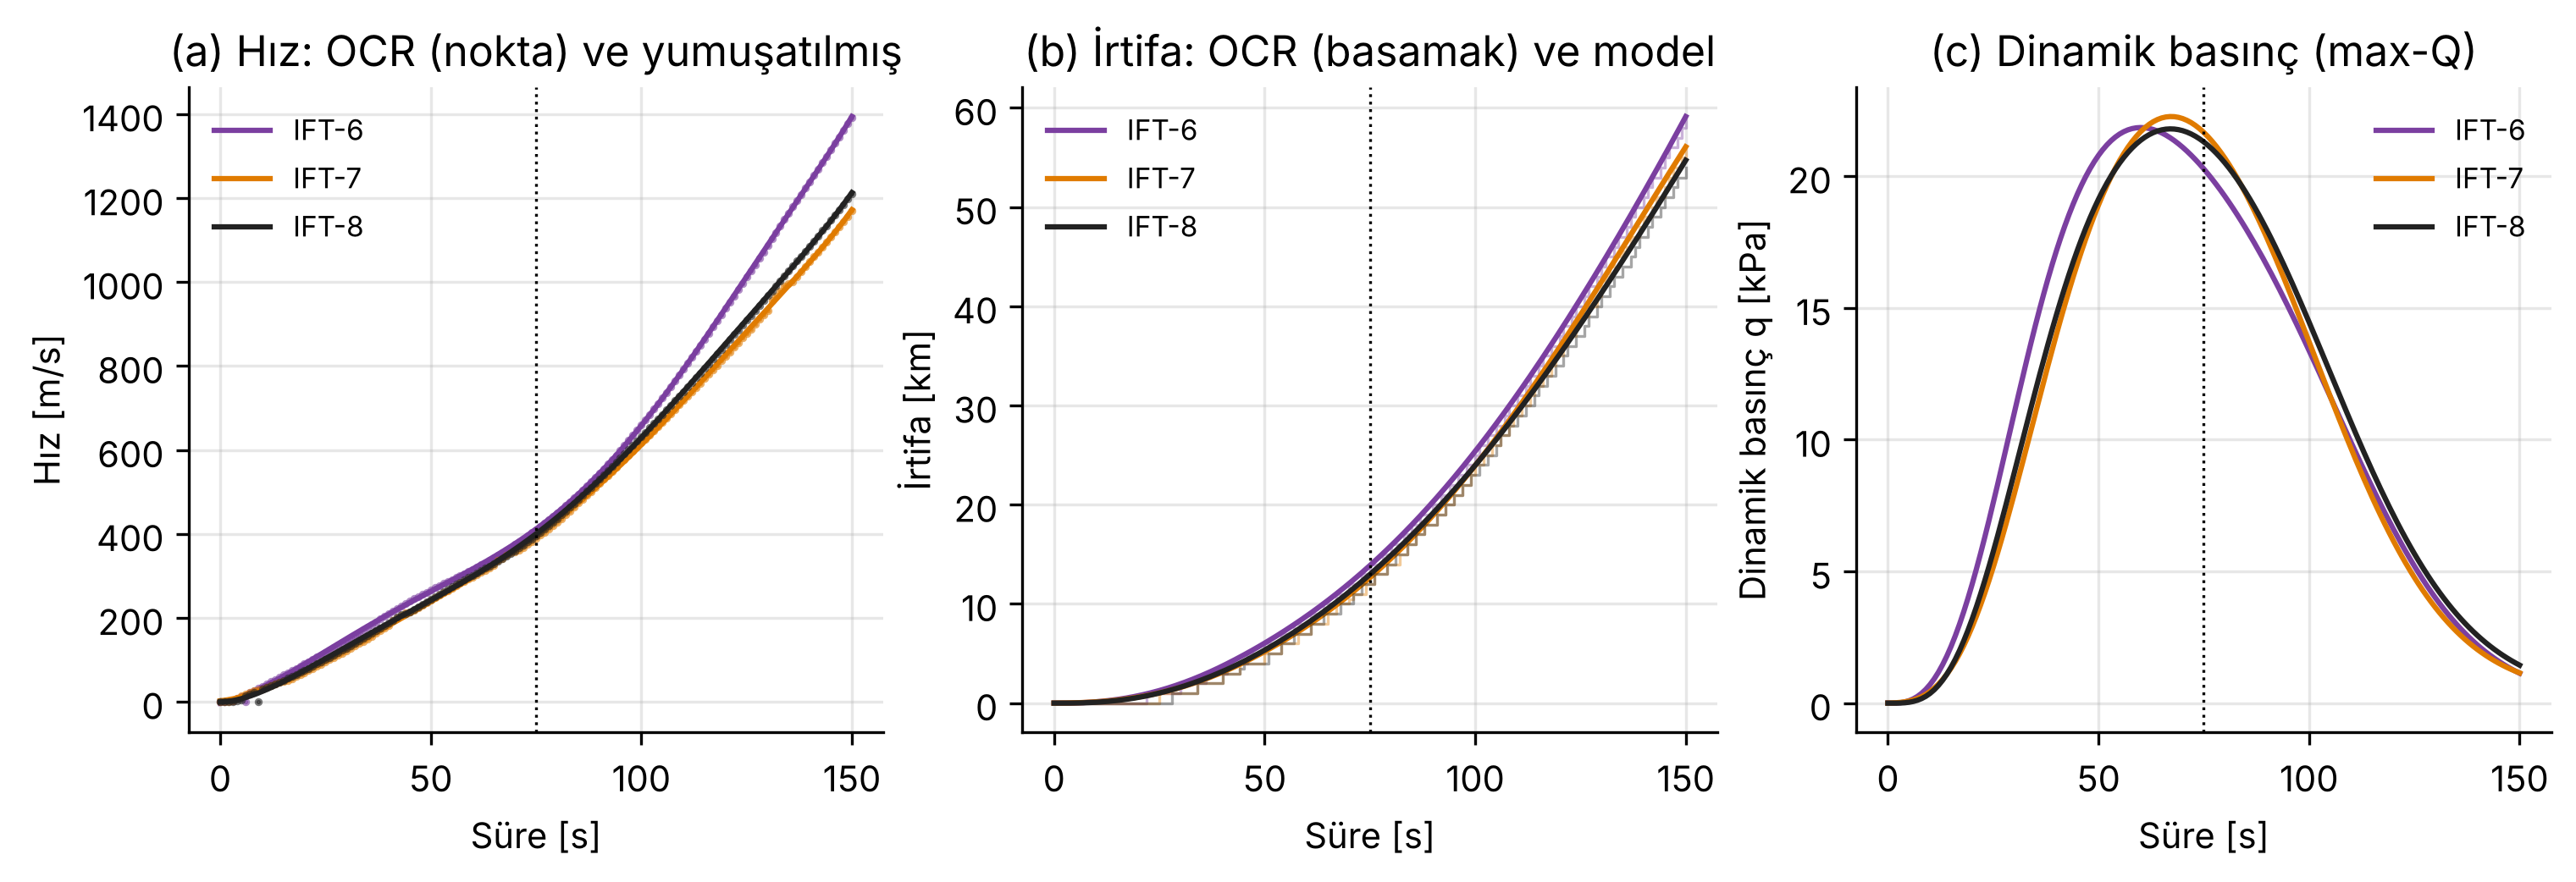 (a) Hız: OCR (nokta) ve yumuşatılmış
Hız [m/s]
1400
1200
1000
800
600
400
200
0
IFT-6
IFT-7
IFT-8
0 50 100 150
Süre [s]
(b) İrtifa: OCR (basamak) ve model
İrtifa [km]
60
50
40
30
20
10
0
IFT-6
IFT-7
IFT-8
0 50 100 150
Süre [s]
(c) Dinamik basınç (max-Q)
Dinamik basınç q [kPa]
20
15
10
5
0
IFT-6
IFT-7
IFT-8
0 50 100 150
Süre [s]